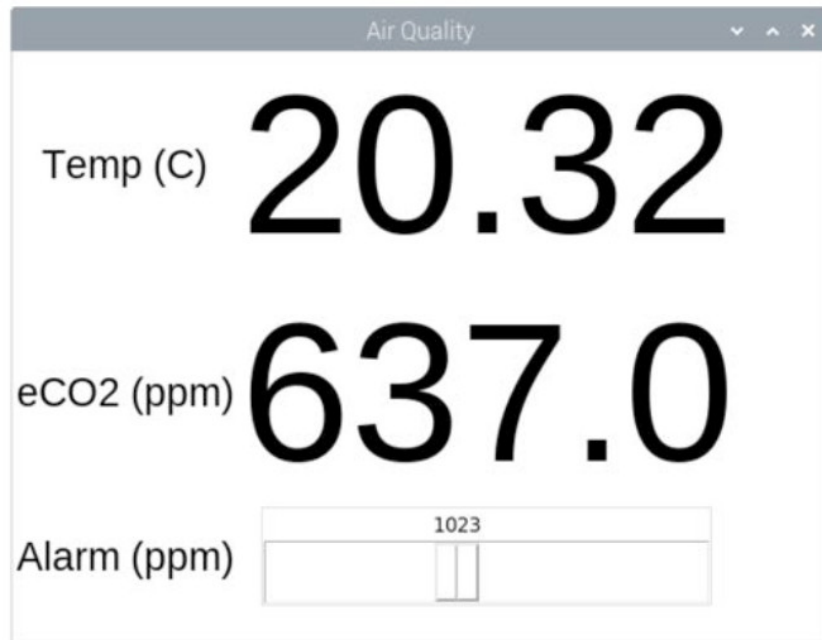 Air Quality
Temp (C) 20.32
eCO2 (ppm) 637.0
1023
Alarm (ppm)